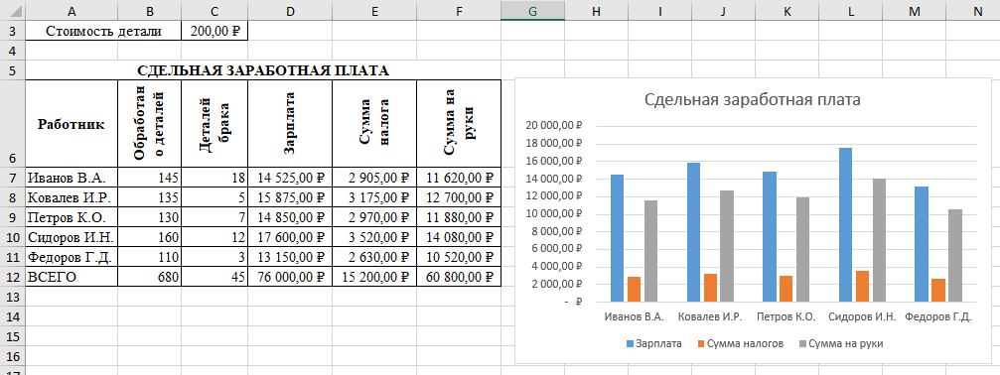 A B C D E F G H I J K L M N
3 Стоимость детали 200,00 ₽
4
5 СДЕЛЬНАЯ ЗАРАБОТНАЯ ПЛАТА
6 Работник Обработан о деталей Деталей брака Зарплата Сумма налога Сумма на руки
7 Иванов В.А. 145 18 14 525,00 ₽ 2 905,00 ₽ 11 620,00 ₽
8 Ковалев И.Р. 135 5 15 875,00 ₽ 3 175,00 ₽ 12 700,00 ₽
9 Петров К.О. 130 7 14 850,00 ₽ 2 970,00 ₽ 11 880,00 ₽
10 Сидоров И.Н. 160 12 17 600,00 ₽ 3 520,00 ₽ 14 080,00 ₽
11 Федоров Г.Д. 110 3 13 150,00 ₽ 2 630,00 ₽ 10 520,00 ₽
12 ВСЕГО 680 45 76 000,00 ₽ 15 200,00 ₽ 60 800,00 ₽
13
14
15
16
17
Сдельная заработная плата
20 000,00 ₽
18 000,00 ₽
16 000,00 ₽
14 000,00 ₽
12 000,00 ₽
10 000,00 ₽
8 000,00 ₽
6 000,00 ₽
4 000,00 ₽
2 000,00 ₽
- ₽
Иванов В.А. Ковалев И.Р. Петров К.О. Сидоров И.Н. Федоров Г.Д.
Зарплата Сумма налогов Сумма на руки